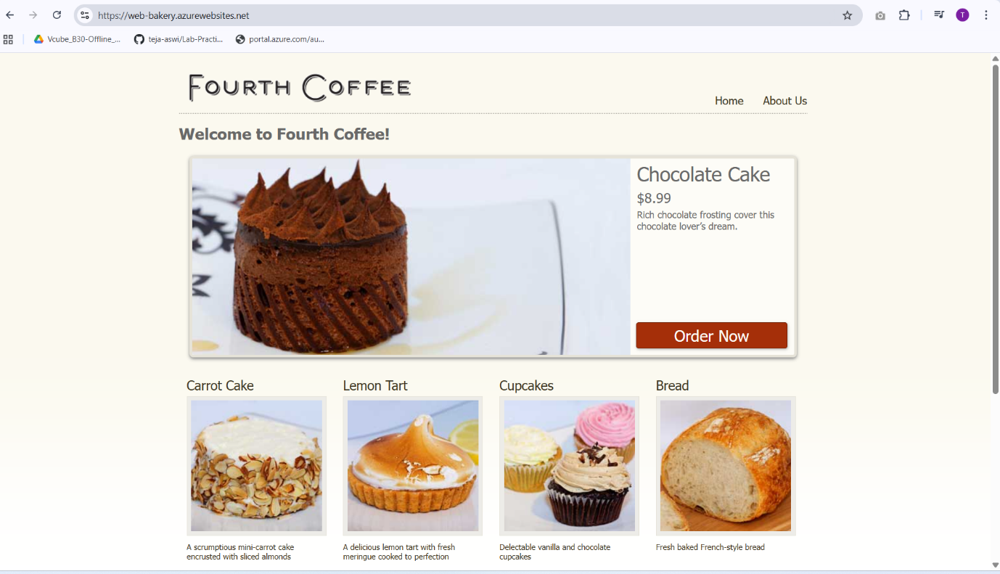 https://web-bakery.azurewebsites.net
T
Vcube_B30-Offline_...
teja-aswi/Lab-Practi...
portal.azure.com/au...
FOURTH COFFEE
Home
About Us
Welcome to Fourth Coffee!
Chocolate Cake
$8.99
Rich chocolate frosting cover this
chocolate lover's dream.
Order Now
Carrot Cake
Lemon Tart
Cupcakes
Bread
A scrumptious mini-carrot cake
encrusted with sliced almonds
A delicious lemon tart with fresh
meringue cooked to perfection
Delectable vanilla and chocolate
cupcakes
Fresh baked French-style bread